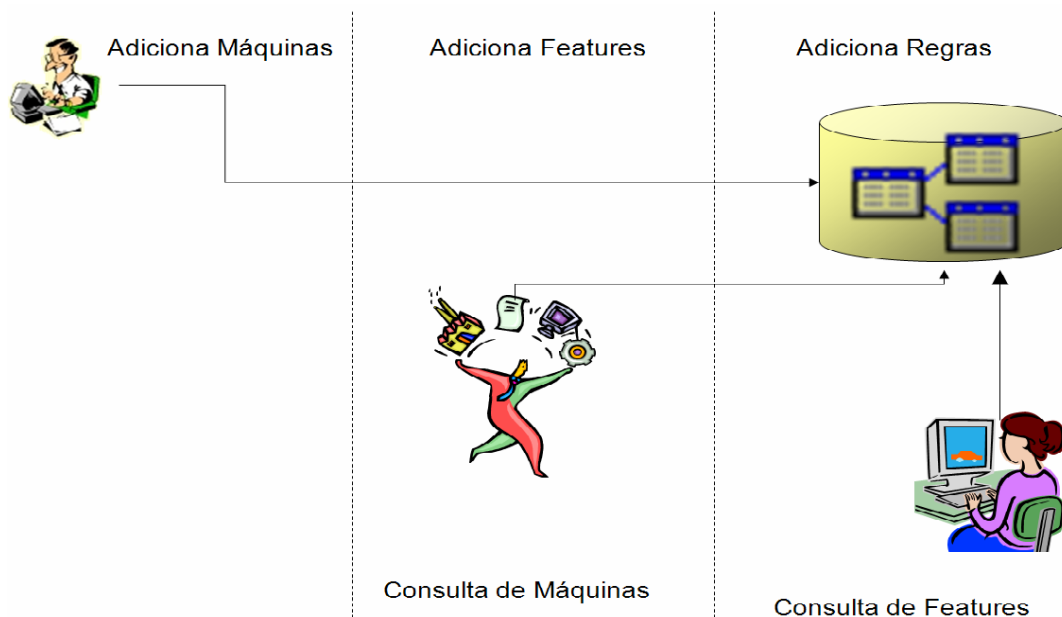 Adiciona Máquinas
Adiciona Features
Adiciona Regras
Consulta de Máquinas
Consulta de Features